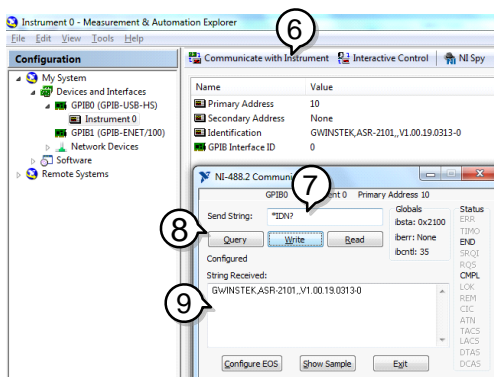 Instrument 0 - Measurement & Automation Explorer
File Edit View Tools Help
6
Configuration
Communicate with Instrument Interactive Control NI Spy
My System
Devices and Interfaces
GPIB0 (GPIB-USB-HS)
Instrument 0
GPIB1 (GPIB-ENET/100)
Network Devices
Software
Remote Systems
Name Value
Primary Address 10
Secondary Address None
Identification GWINSTEK,ASR-2101,,V1.00.19.0313-0
GPIB Interface ID 0
NI-488.2
7
GPIB0 0 Primary Address 10
Send String: *IDN?
8
Query Write Read
Configured
Globals
ibsta: 0x2100
iberr: None
ibcntl: 35
Status
ERR
TIMO
END
SRQI
RQS
CMPL
LOK
REM
CIC
ATN
TACS
LACS
DTAS
DCAS
String Received:
9
GWINSTEK,ASR-2101,,V1.00.19.0313-0
Configure EOS Show Sample Exit